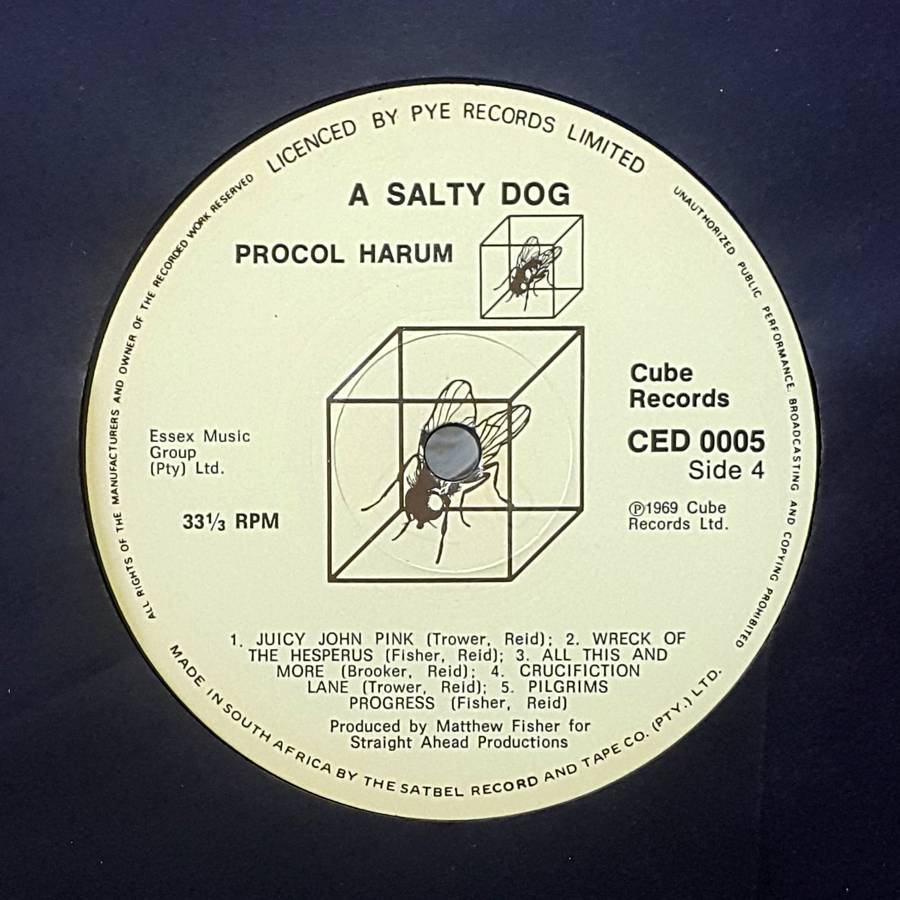 LICENCED BY PYE RECORDS LIMITED
ALL RIGHTS OF THE MANUFACTURERS AND OWNER OF THE RECORDED WORK RESERVED
UNAUTHORIZED PUBLIC PERFORMANCE, BROADCASTING AND COPYING PROHIBITED
A SALTY DOG
PROCOL HARUM
Cube
Records
CED 0005
Side 4
Essex Music
Group
(Pty) Ltd.
33⅓ RPM
Ⓟ1969 Cube
Records Ltd.
1. JUICY JOHN PINK (Trower, Reid); 2. WRECK OF
THE HESPERUS (Fisher, Reid); 3. ALL THIS AND
MORE (Brooker, Reid); 4. CRUCIFICTION
LANE (Trower, Reid); 5. PILGRIMS
PROGRESS (Fisher, Reid)
Produced by Matthew Fisher for
Straight Ahead Productions
MADE IN SOUTH AFRICA BY THE SATBEL RECORD AND TAPE CO. (PTY.) LTD.